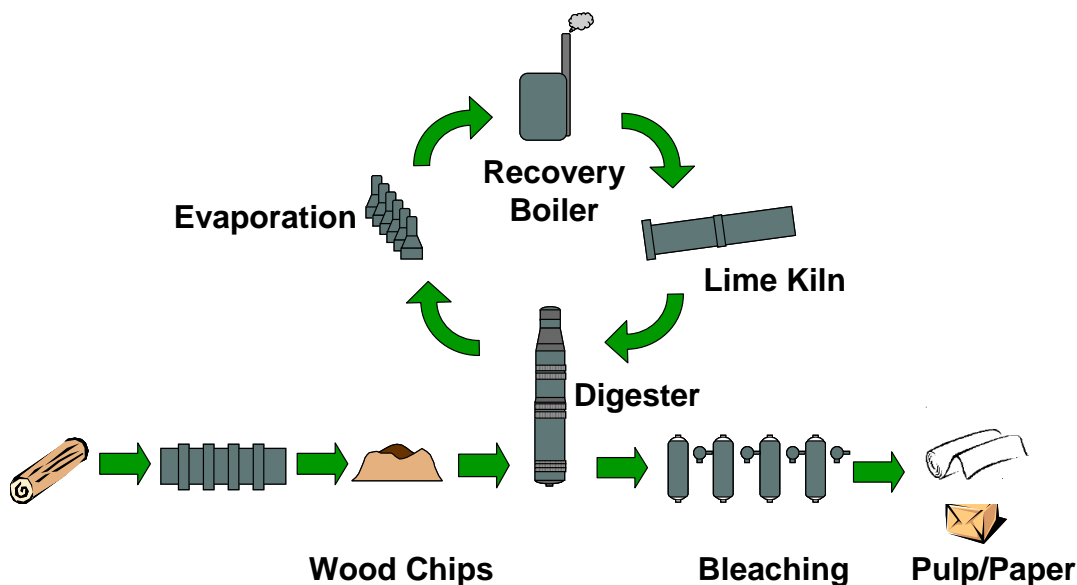 Recovery
Boiler
Evaporation
Lime Kiln
Digester
Wood Chips
Bleaching
Pulp/Paper